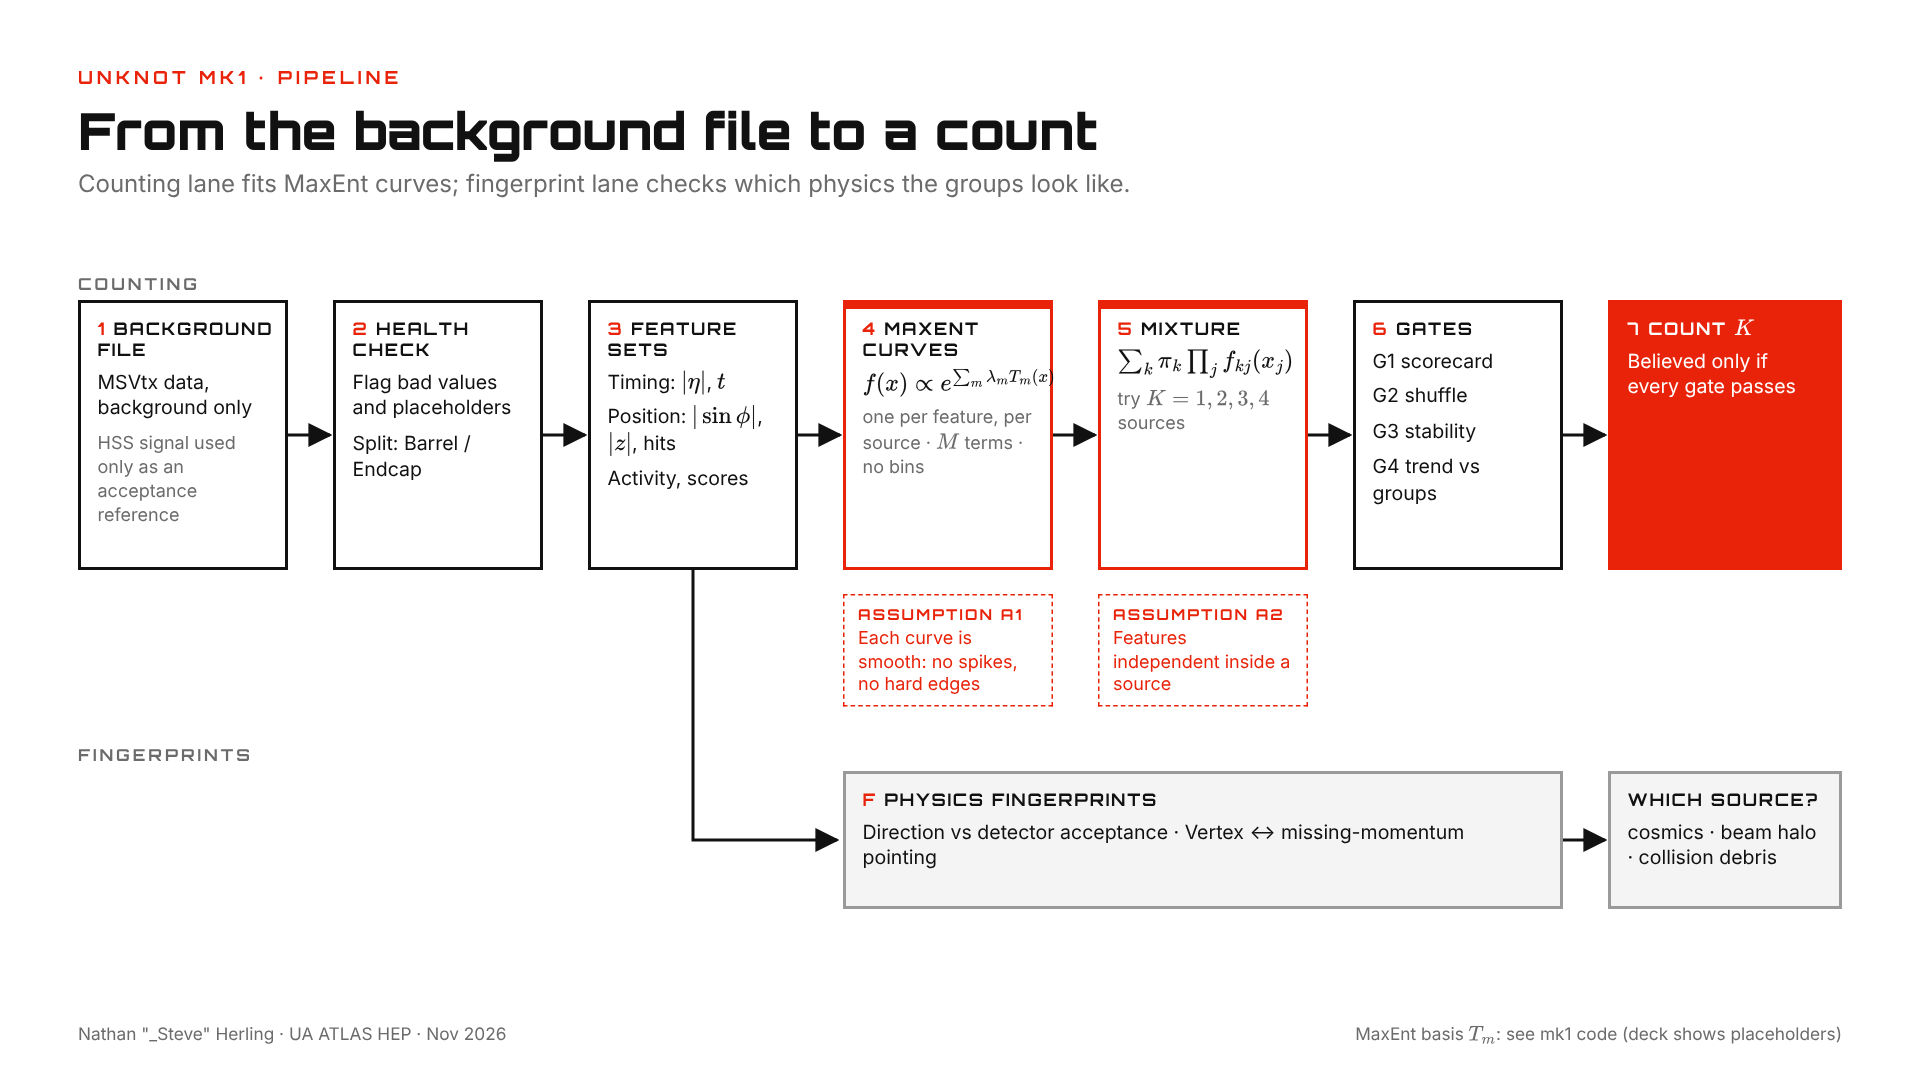 UNKNOT MK1 · PIPELINE
From the background file to a count
Counting lane fits MaxEnt curves; fingerprint lane checks which physics the groups look like.
COUNTING
1 BACKGROUND
FILE
MSVtx data,
background only
HSS signal used
only as an
acceptance
reference
2 HEALTH
CHECK
Flag bad values
and placeholders
Split: Barrel /
Endcap
3 FEATURE
SETS
Timing: |η|, t
Position: | sin ϕ|,
|z|, hits
Activity, scores
4 MAXENT
CURVES
f(x) ∝ e^{∑_m λ_m T_m(x)}
one per feature, per
source · M terms ·
no bins
5 MIXTURE
∑_k π_k ∏_j f_{kj}(x_j)
try K = 1, 2, 3, 4
sources
6 GATES
G1 scorecard
G2 shuffle
G3 stability
G4 trend vs
groups
7 COUNT K
Believed only if
every gate passes
ASSUMPTION A1
Each curve is
smooth: no spikes,
no hard edges
ASSUMPTION A2
Features
independent inside a
source
FINGERPRINTS
F PHYSICS FINGERPRINTS
Direction vs detector acceptance · Vertex ↔ missing-momentum
pointing
WHICH SOURCE?
cosmics · beam halo
· collision debris
Nathan "_Steve" Herling · UA ATLAS HEP · Nov 2026
MaxEnt basis T_m: see mk1 code (deck shows placeholders)